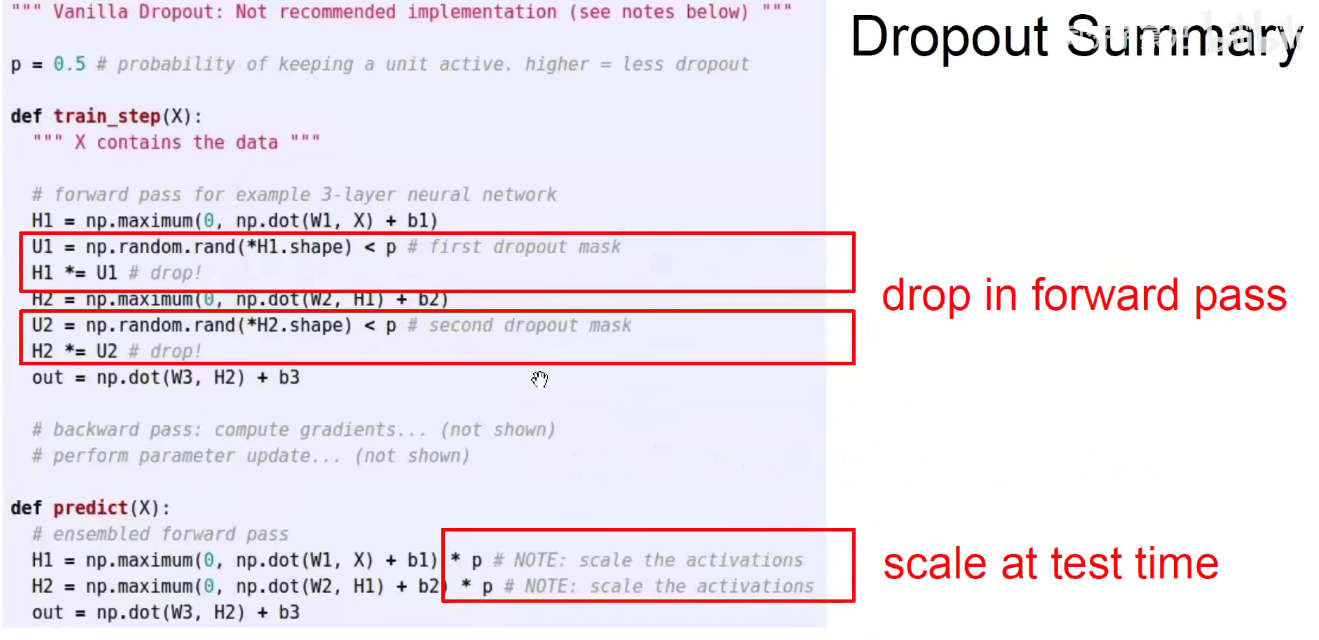 """ Vanilla Dropout: Not recommended implementation (see notes below) """
Dropout Summary
p = 0.5 # probability of keeping a unit active. higher = less dropout
def train_step(X):
""" X contains the data """
# forward pass for example 3-layer neural network
H1 = np.maximum(0, np.dot(W1, X) + b1)
U1 = np.random.rand(*H1.shape) < p # first dropout mask
H1 *= U1 # drop!
H2 = np.maximum(0, np.dot(W2, H1) + b2)
U2 = np.random.rand(*H2.shape) < p # second dropout mask
H2 *= U2 # drop!
out = np.dot(W3, H2) + b3
drop in forward pass
# backward pass: compute gradients... (not shown)
# perform parameter update... (not shown)
def predict(X):
# ensembled forward pass
H1 = np.maximum(0, np.dot(W1, X) + b1) * p # NOTE: scale the activations
H2 = np.maximum(0, np.dot(W2, H1) + b2) * p # NOTE: scale the activations
out = np.dot(W3, H2) + b3
scale at test time